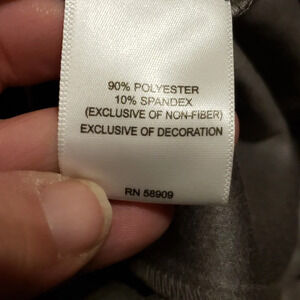 90% POLYESTER
10% SPANDEX
(EXCLUSIVE OF NON-FIBER)
EXCLUSIVE OF DECORATION
RN 58909